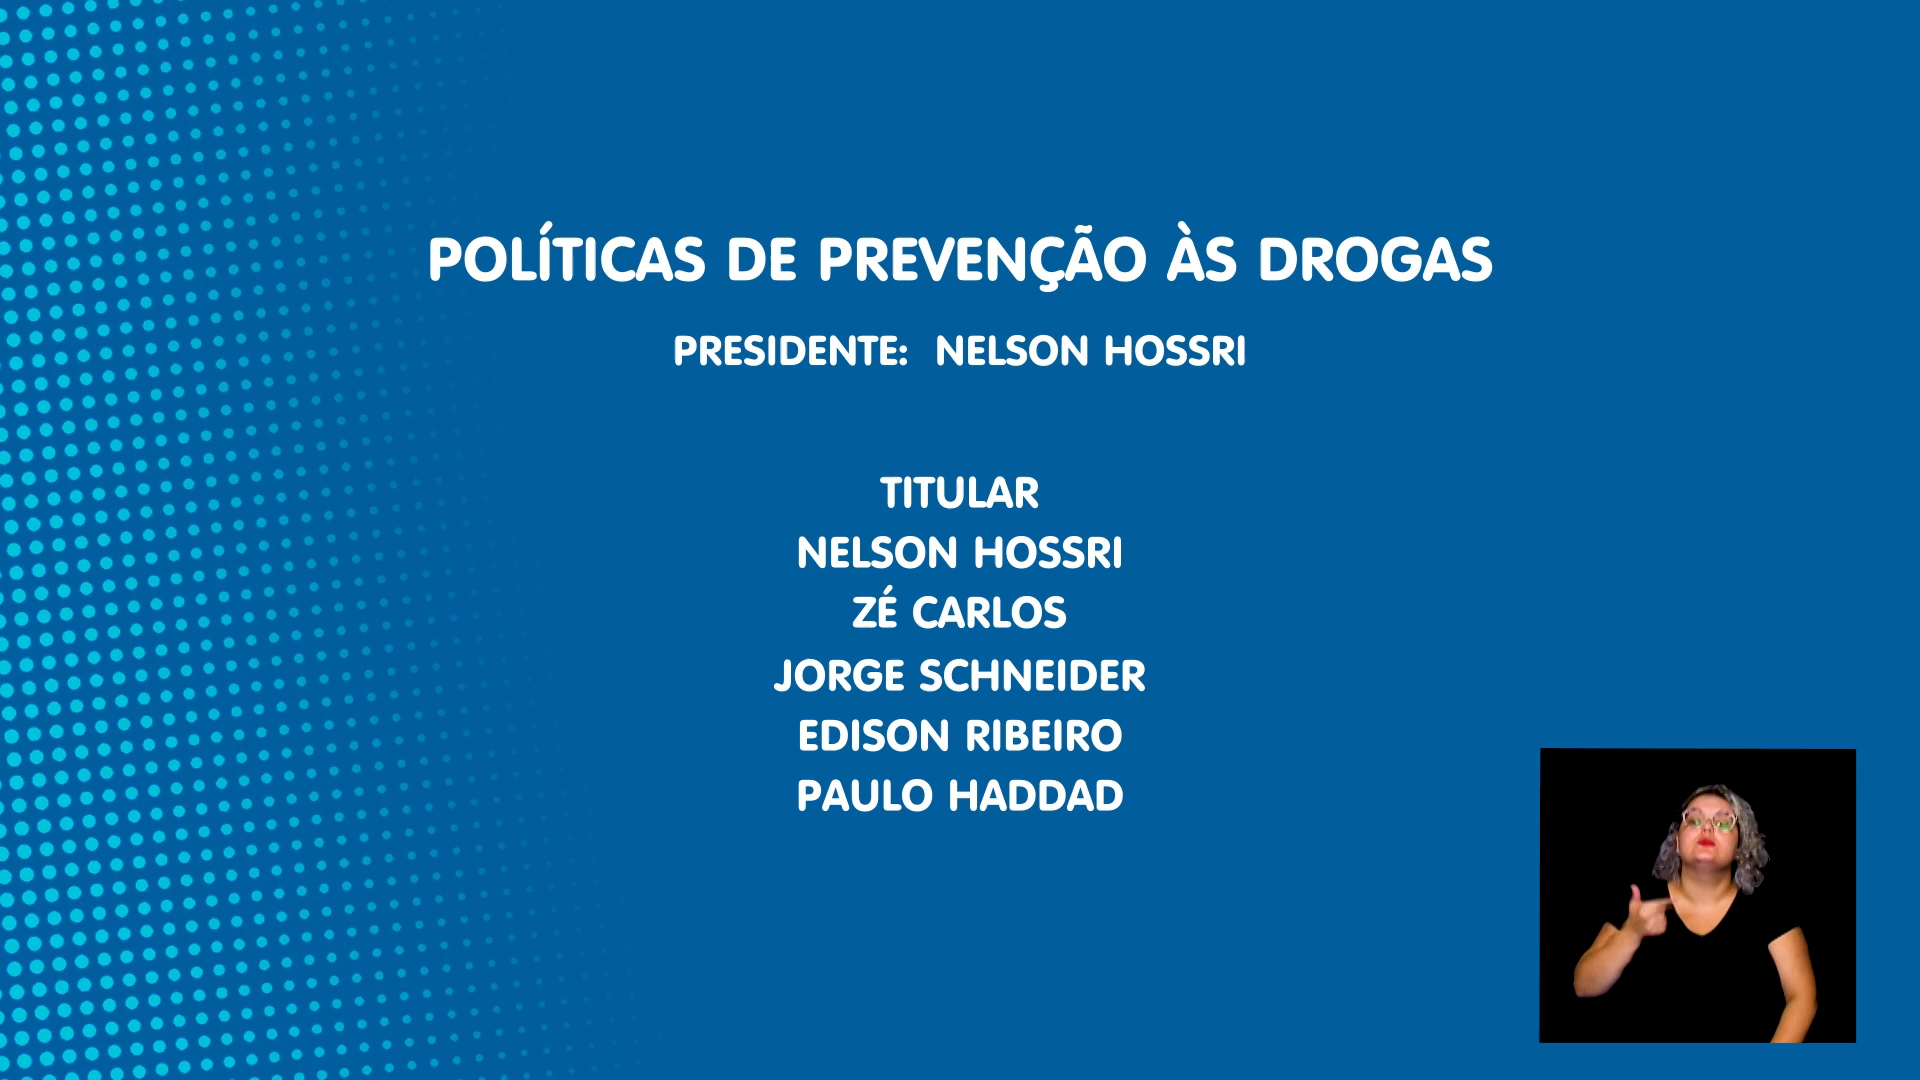 POLÍTICAS DE PREVENÇÃO ÀS DROGAS
PRESIDENTE: NELSON HOSSRI
TITULAR
NELSON HOSSRI
ZÉ CARLOS
JORGE SCHNEIDER
EDISON RIBEIRO
PAULO HADDAD